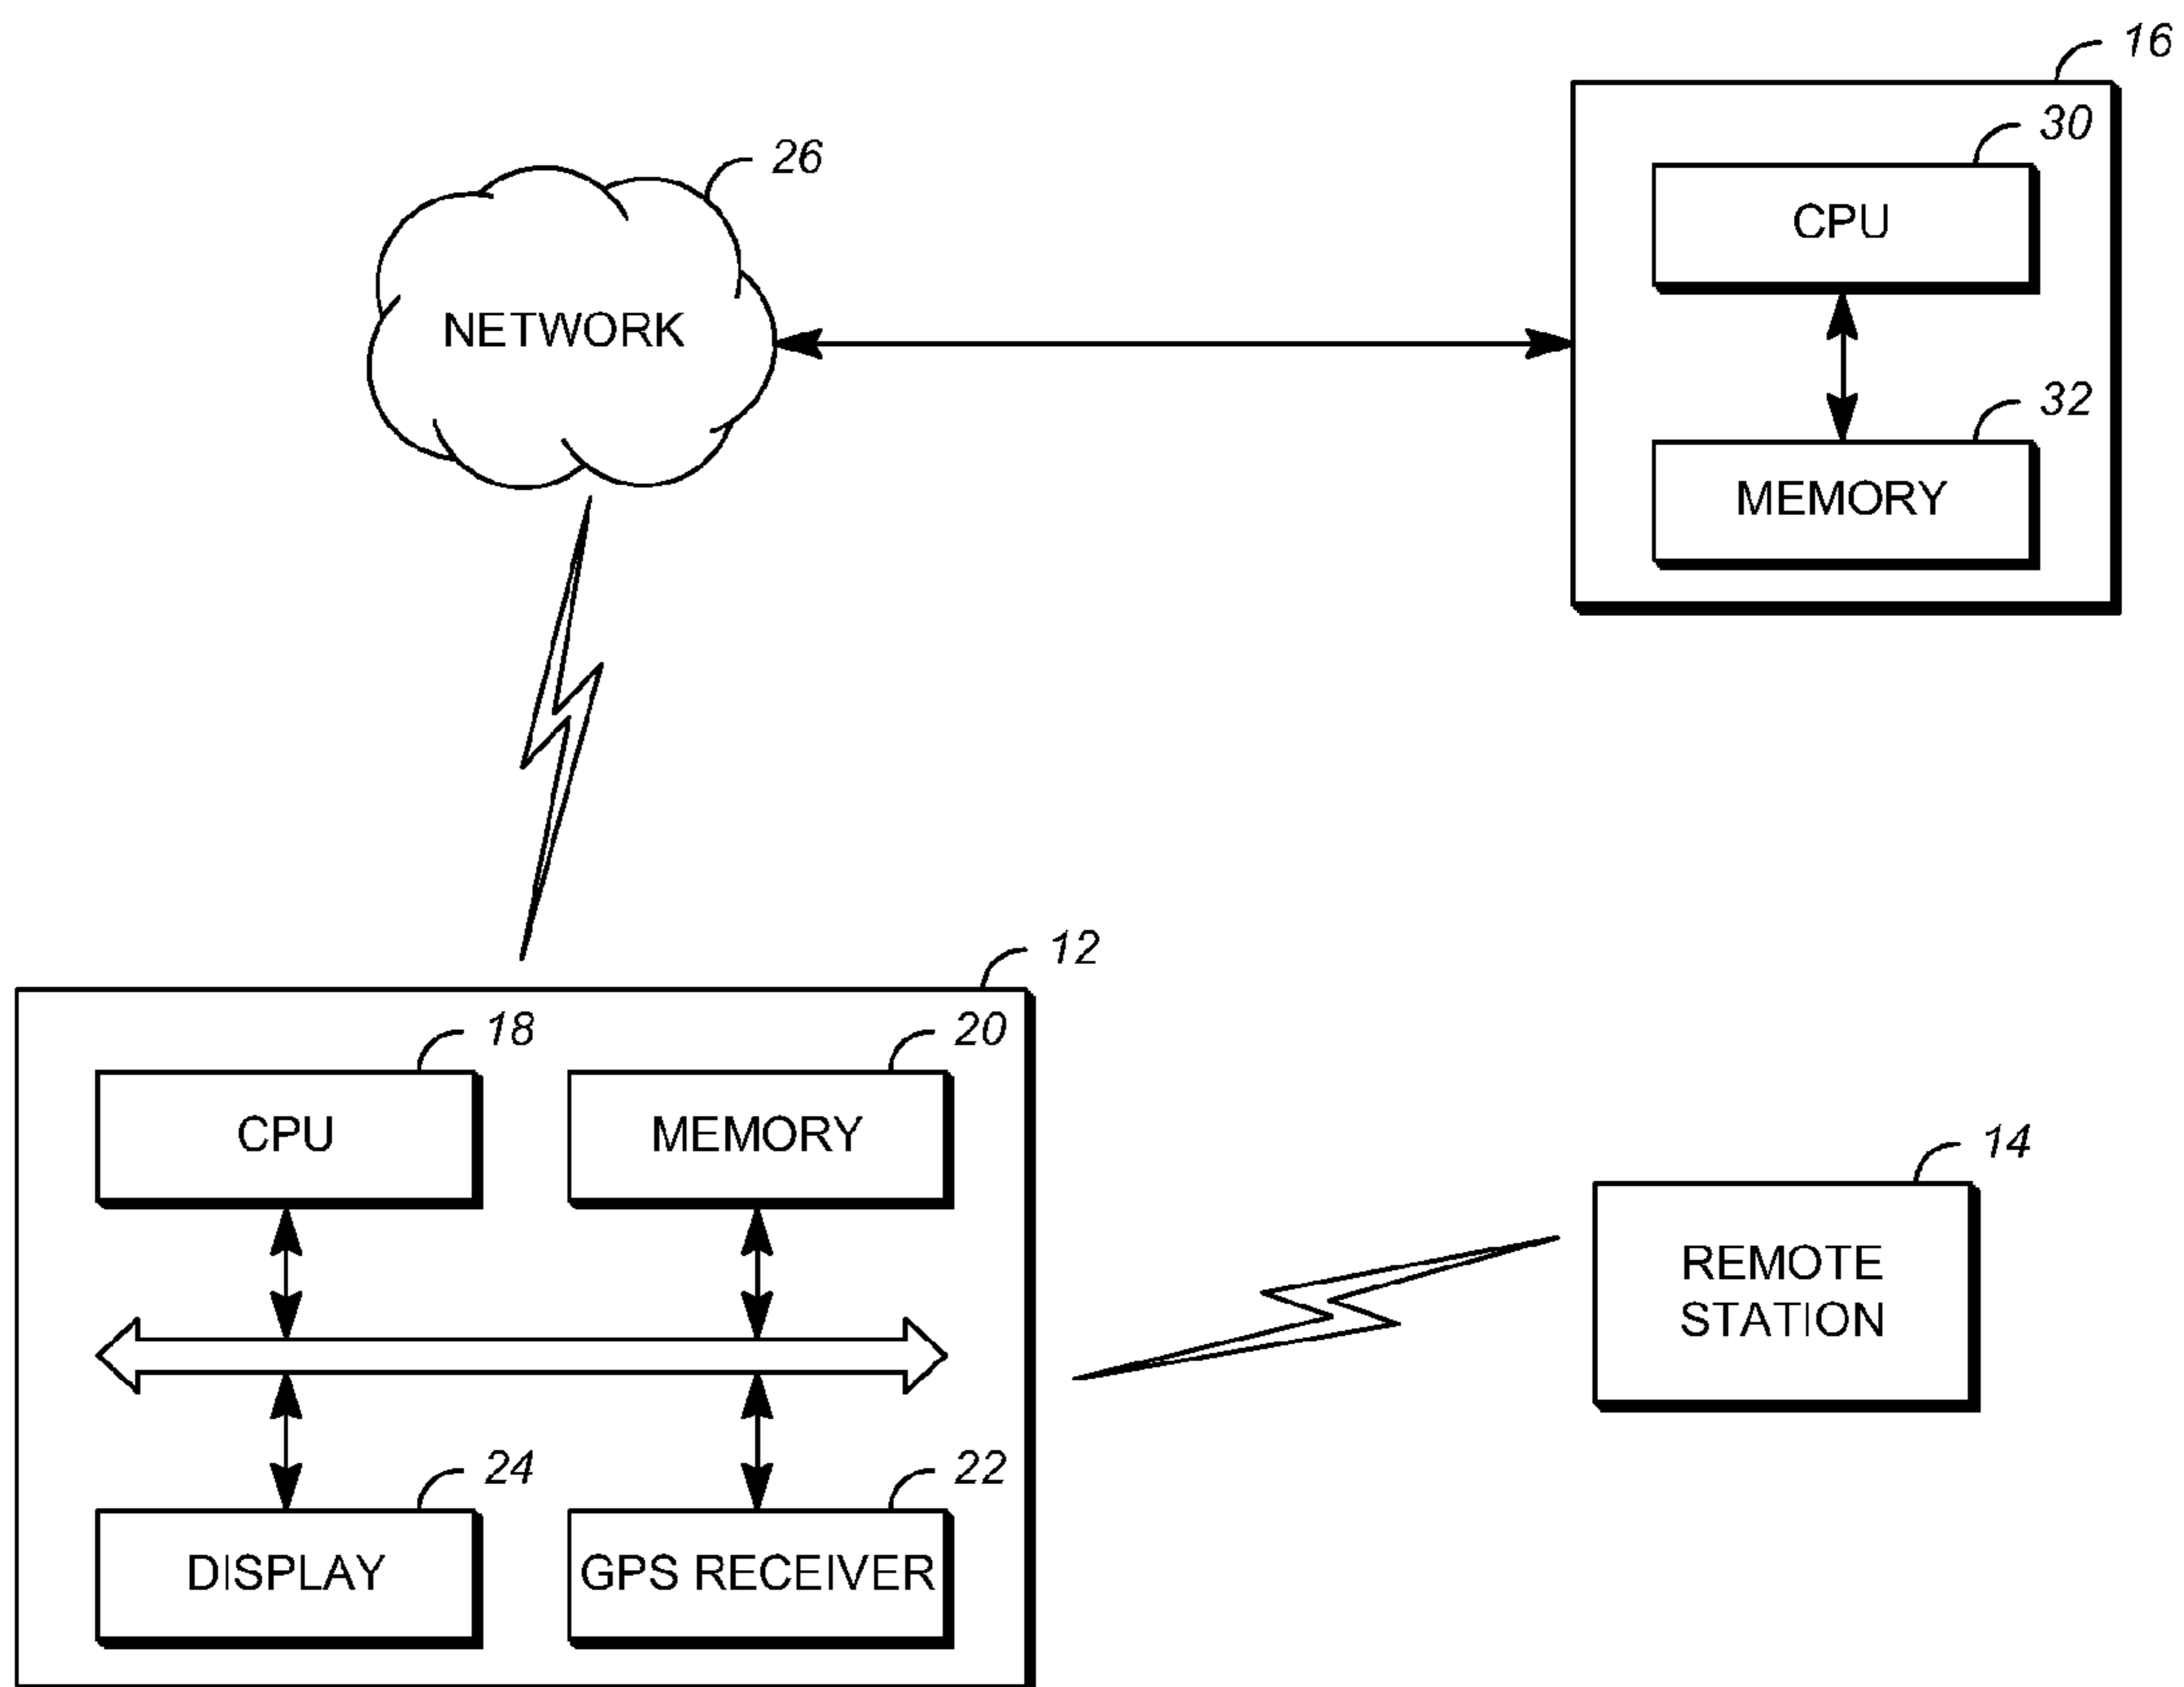 16
30
CPU
26
NETWORK
32
MEMORY
12
18
20
CPU
MEMORY
14
REMOTE
STATION
24
22
DISPLAY
GPS RECEIVER